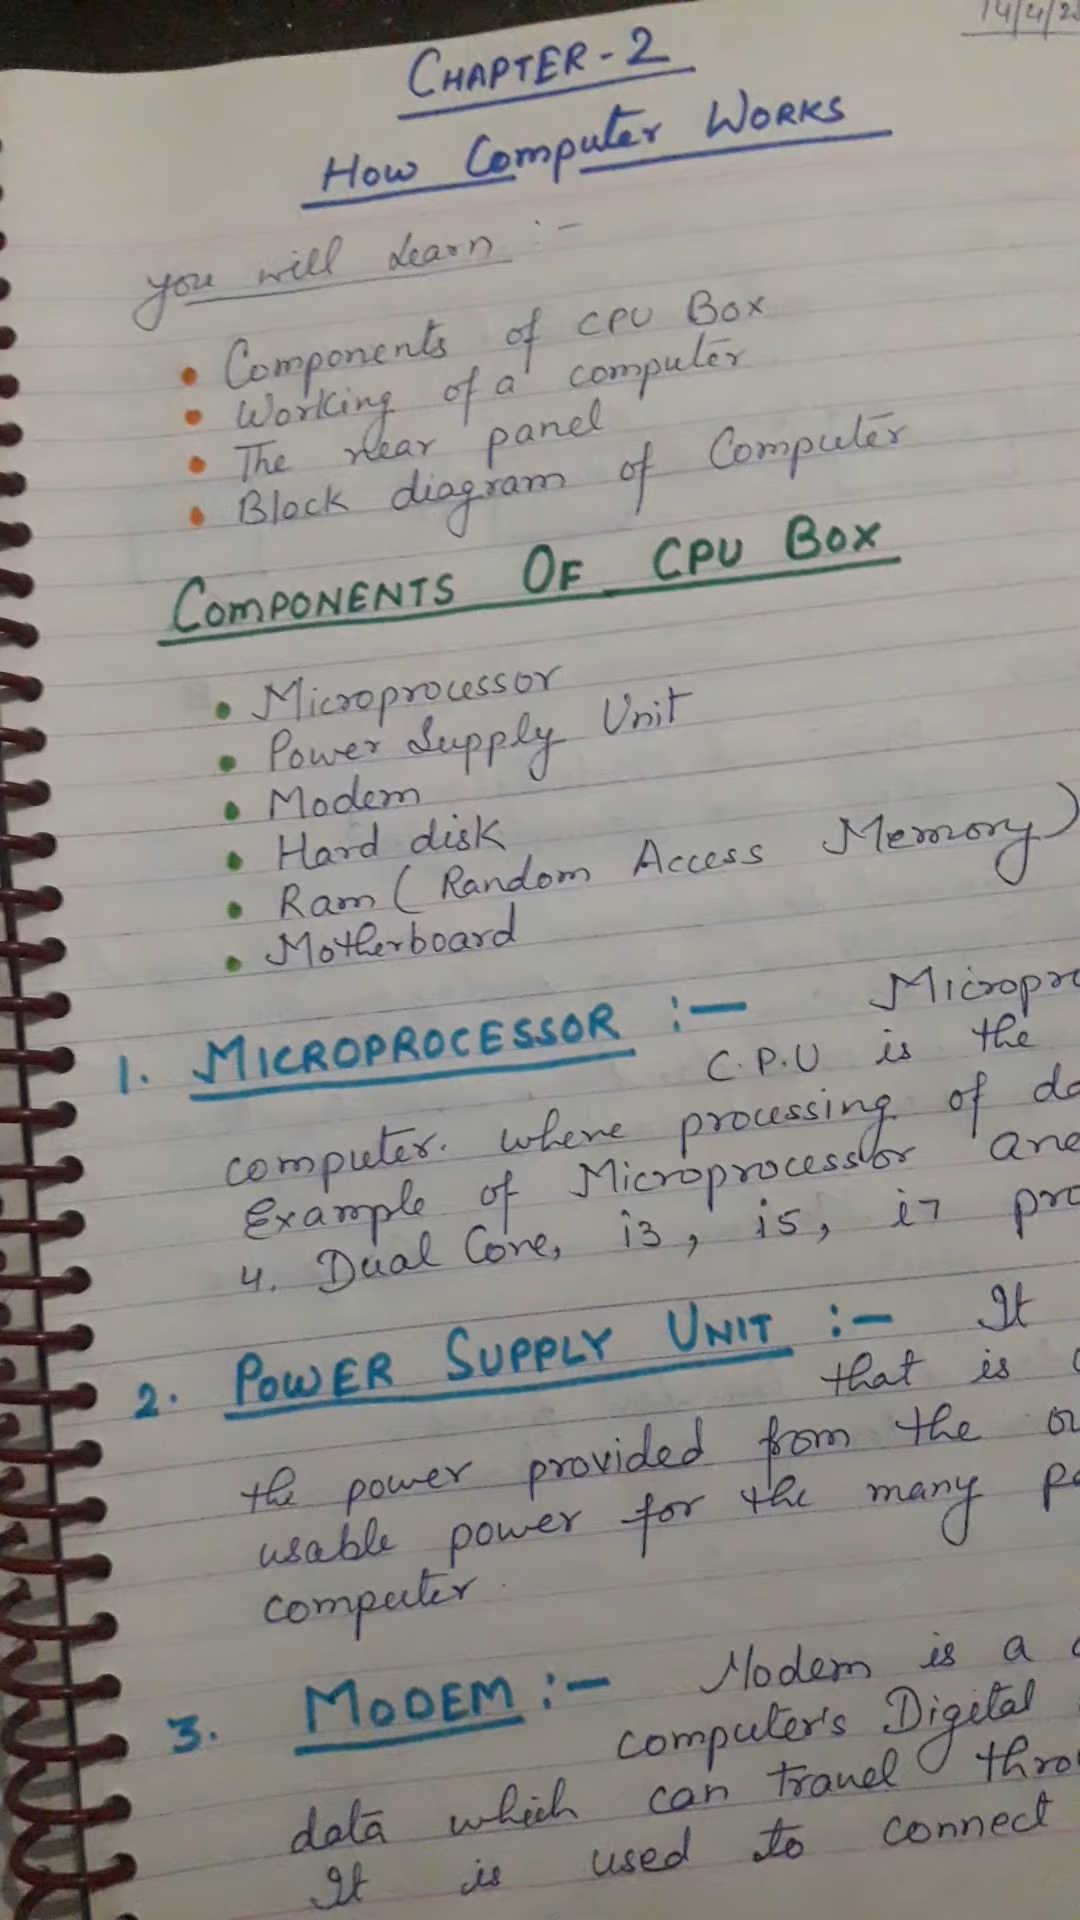 14/4/2
CHAPTER-2
How Computer WORKS
you will learn :-
• Components of CPU Box
• Working of a computer
• The rear panel
• Block diagram of Computer
COMPONENTS OF CPU BOX
• Microprocessor
• Power Supply Unit
• Modem
• Hard disk
• Ram ( Random Access Memory)
• Motherboard
1. MICROPROCESSOR :- Micropro
C.P.U is the
computer. where processing of da
Example of Microprocessor are
4. Dual Core, i3, i5, i7 pro
2. POWER SUPPLY UNIT :- It
that is
the power provided from the ou
usable power for the many pa
computer.
3. MODEM :- Modem is a
computer's Digital
data which can travel throu
It is used to connect